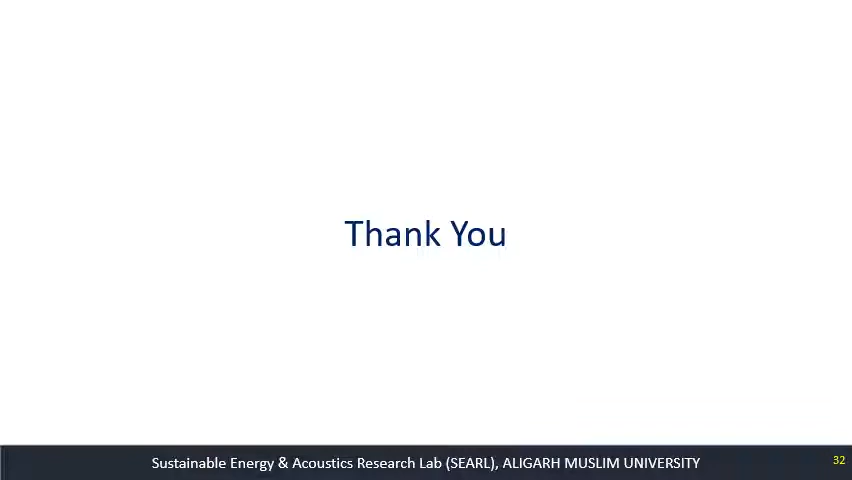 Thank You
Sustainable Energy & Acoustics Research Lab (SEARL), ALIGARH MUSLIM UNIVERSITY
32